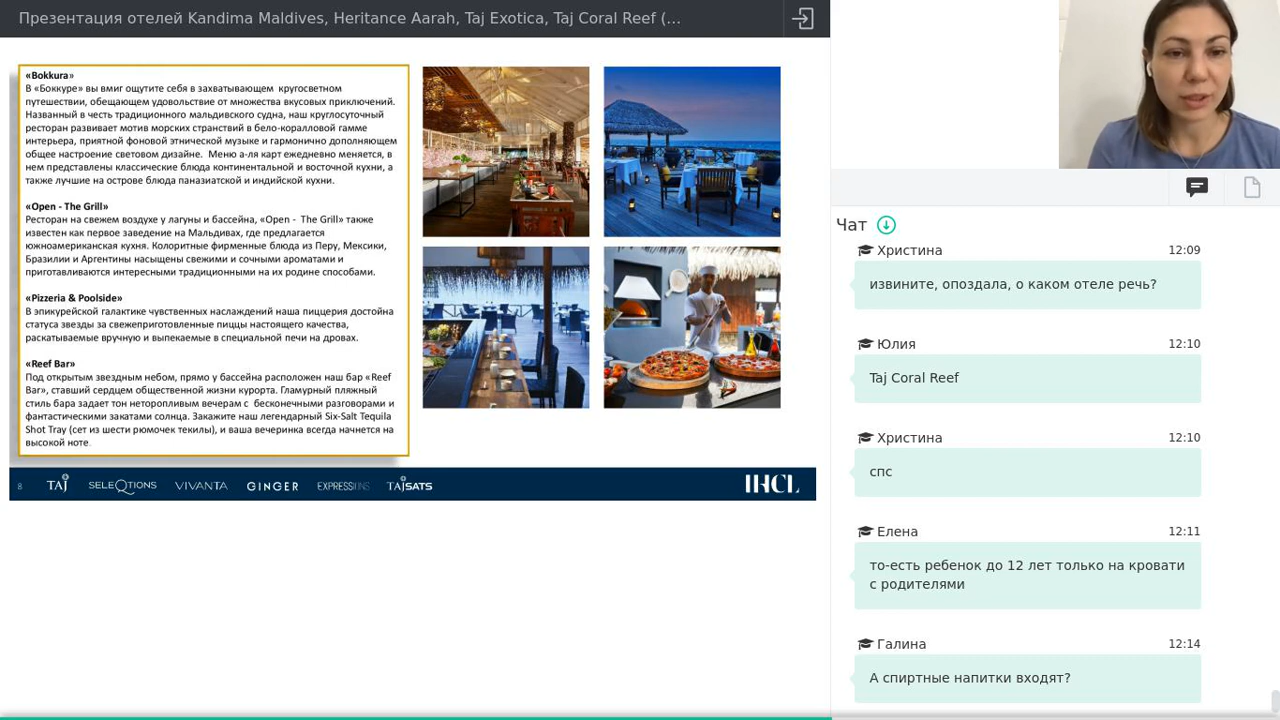 Презентация отелей Kandima Maldives, Heritance Aarah, Taj Exotica, Taj Coral Reef (...
«Bokkura»
В «Боккуре» вы вмиг ощутите себя в захватывающем кругосветном
путешествии, обещающем удовольствие от множества вкусовых приключений.
Названный в честь традиционного мальдивского судна, наш круглосуточный
ресторан развивает мотив морских странствий в бело-коралловой гамме
интерьера, приятной фоновой этнической музыке и гармонично дополняющем
общее настроение световом дизайне. Меню а-ля карт ежедневно меняется, в
нем представлены классические блюда континентальной и восточной кухни, а
также лучшие на острове блюда паназиатской и индийской кухни.
«Open - The Grill»
Ресторан на свежем воздухе у лагуны и бассейна, «Open - The Grill» также
известен как первое заведение на Мальдивах, где предлагается
южноамериканская кухня. Колоритные фирменные блюда из Перу, Мексики,
Бразилии и Аргентины насыщены свежими и сочными ароматами и
приготавливаются интересными традиционными на их родине способами.
«Pizzeria & Poolside»
В эпикурейской галактике чувственных наслаждений наша пиццерия достойна
статуса звезды за свежеприготовленные пиццы настоящего качества,
раскатываемые вручную и выпекаемые в специальной печи на дровах.
«Reef Bar»
Под открытым звездным небом, прямо у бассейна расположен наш бар «Reef
Bar», ставший сердцем общественной жизни курорта. Гламурный пляжный
стиль бара задает тон неторопливым вечерам с бесконечными разговорами и
фантастическими закатами солнца. Закажите наш легендарный Six-Salt Tequila
Shot Tray (сет из шести рюмочек текилы), и ваша вечеринка всегда начнется на
высокой ноте.
8 TAJ SELEQTIONS VIVANTA GINGER EXPRESSIONS TAJSATS IHCL
Чат
Христина 12:09
извините, опоздала, о каком отеле речь?
Юлия 12:10
Taj Coral Reef
Христина 12:10
спс
Елена 12:11
то-есть ребенок до 12 лет только на кровати
с родителями
Галина 12:14
А спиртные напитки входят?